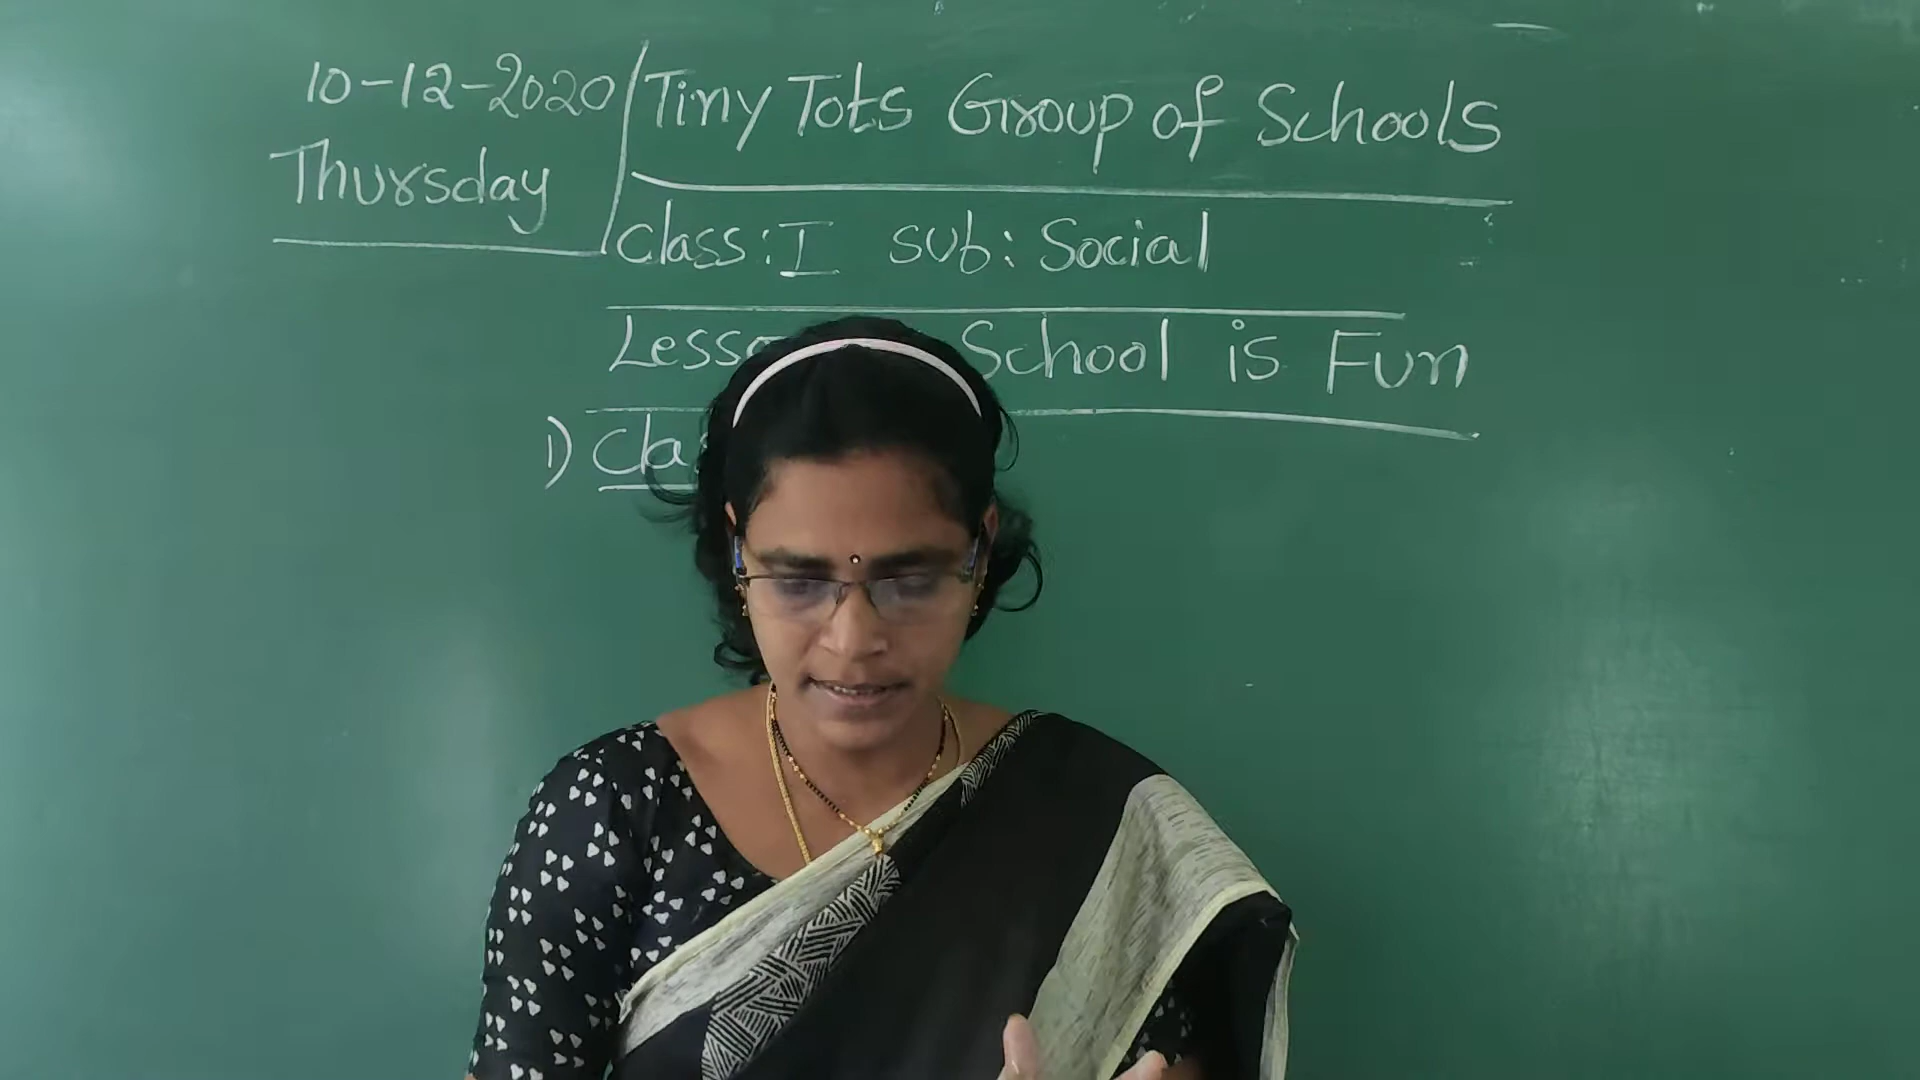 10-12-2020
Thursday
Tiny Tots Group of Schools
Class: I Sub: Social
School is Fun
1)